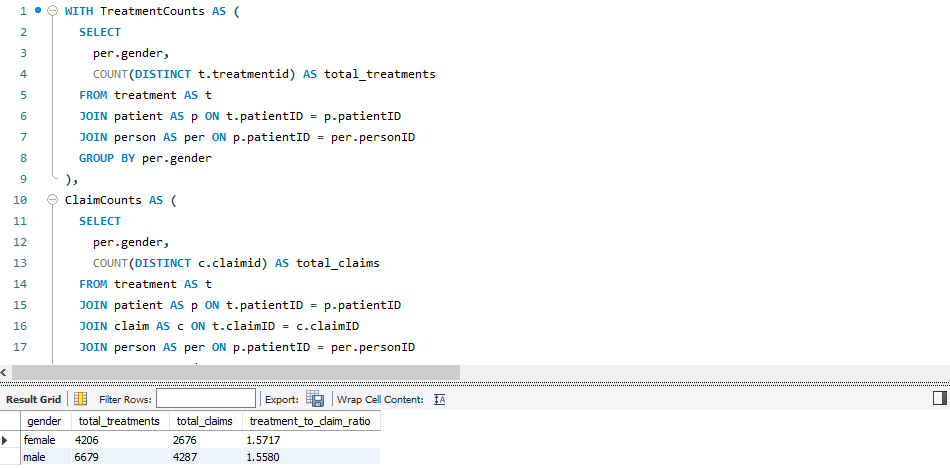 1 WITH TreatmentCounts AS (
2 SELECT
3 per.gender,
4 COUNT(DISTINCT t.treatmentid) AS total_treatments
5 FROM treatment AS t
6 JOIN patient AS p ON t.patientID = p.patientID
7 JOIN person AS per ON p.patientID = per.personID
8 GROUP BY per.gender
9 ),
10 ClaimCounts AS (
11 SELECT
12 per.gender,
13 COUNT(DISTINCT c.claimid) AS total_claims
14 FROM treatment AS t
15 JOIN patient AS p ON t.patientID = p.patientID
16 JOIN claim AS c ON t.claimID = c.claimID
17 JOIN person AS per ON p.patientID = per.personID
Result Grid Filter Rows: Export: Wrap Cell Content: IA
gender total_treatments total_claims treatment_to_claim_ratio
female 4206 2676 1.5717
male 6679 4287 1.5580